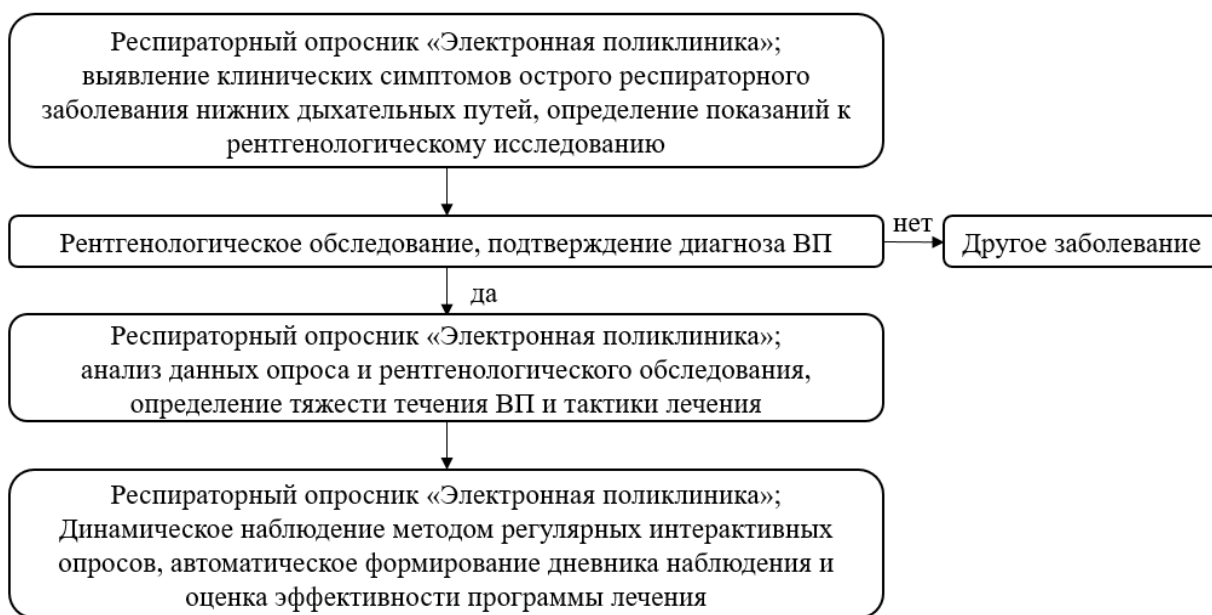 Респираторный опросник «Электронная поликлиника»;
выявление клинических симптомов острого респираторного
заболевания нижних дыхательных путей, определение показаний к
рентгенологическому исследованию
Рентгенологическое обследование, подтверждение диагноза ВП
нет
Другое заболевание
да
Респираторный опросник «Электронная поликлиника»;
анализ данных опроса и рентгенологического обследования,
определение тяжести течения ВП и тактики лечения
Респираторный опросник «Электронная поликлиника»;
Динамическое наблюдение методом регулярных интерактивных
опросов, автоматическое формирование дневника наблюдения и
оценка эффективности программы лечения